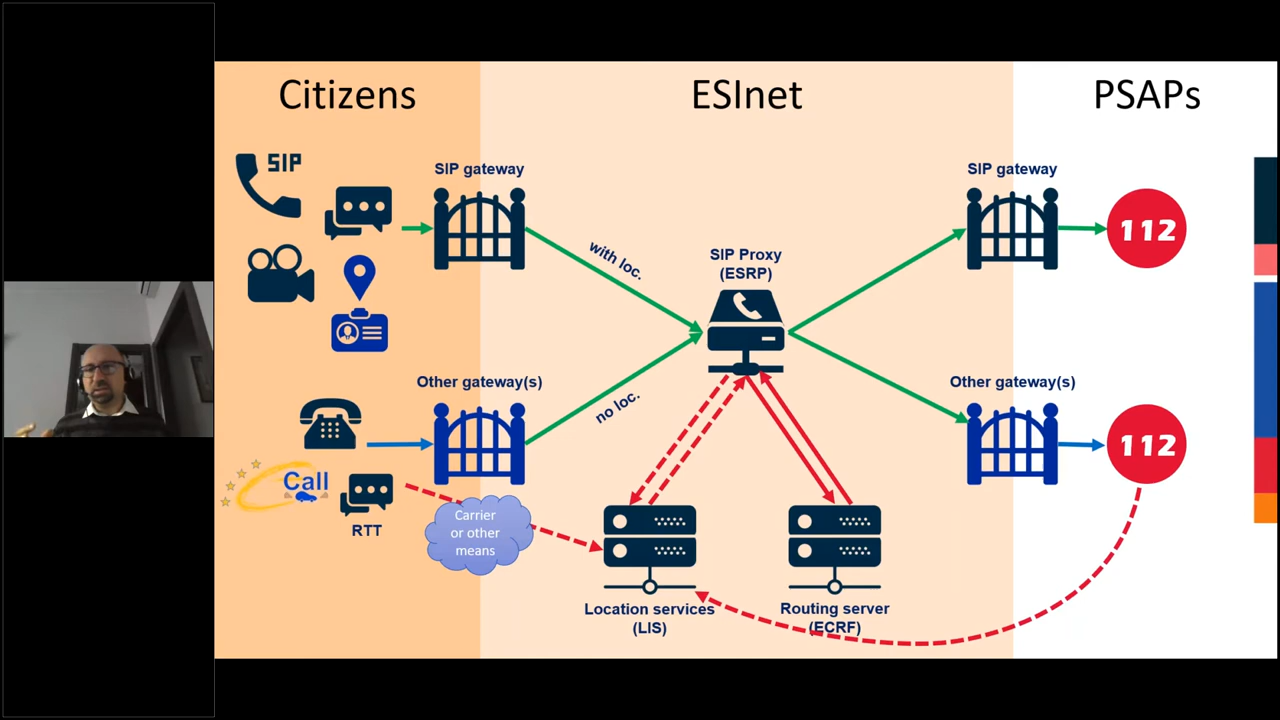 Citizens
ESInet
PSAPs
SIP
SIP gateway
SIP gateway
with loc.
SIP Proxy
(ESRP)
112
Other gateway(s)
Other gateway(s)
no loc.
112
Call
RTT
Carrier
or other
means
Location services
(LIS)
Routing server
(ECRF)